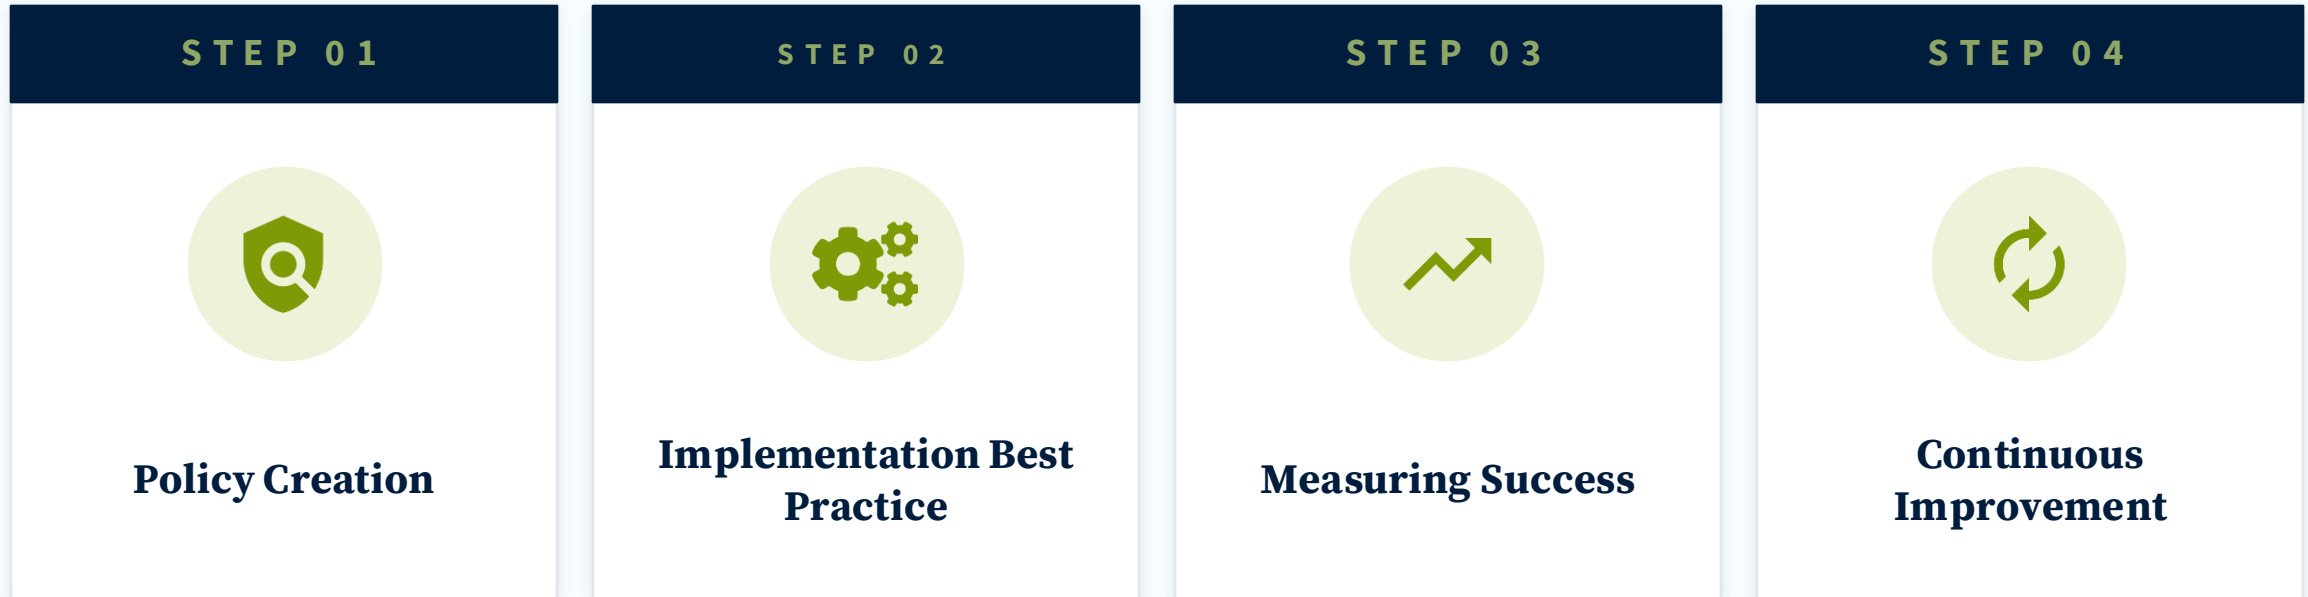 STEP 01
STEP 02
STEP 03
STEP 04
Policy Creation
Implementation Best
Practice
Measuring Success
Continuous
Improvement